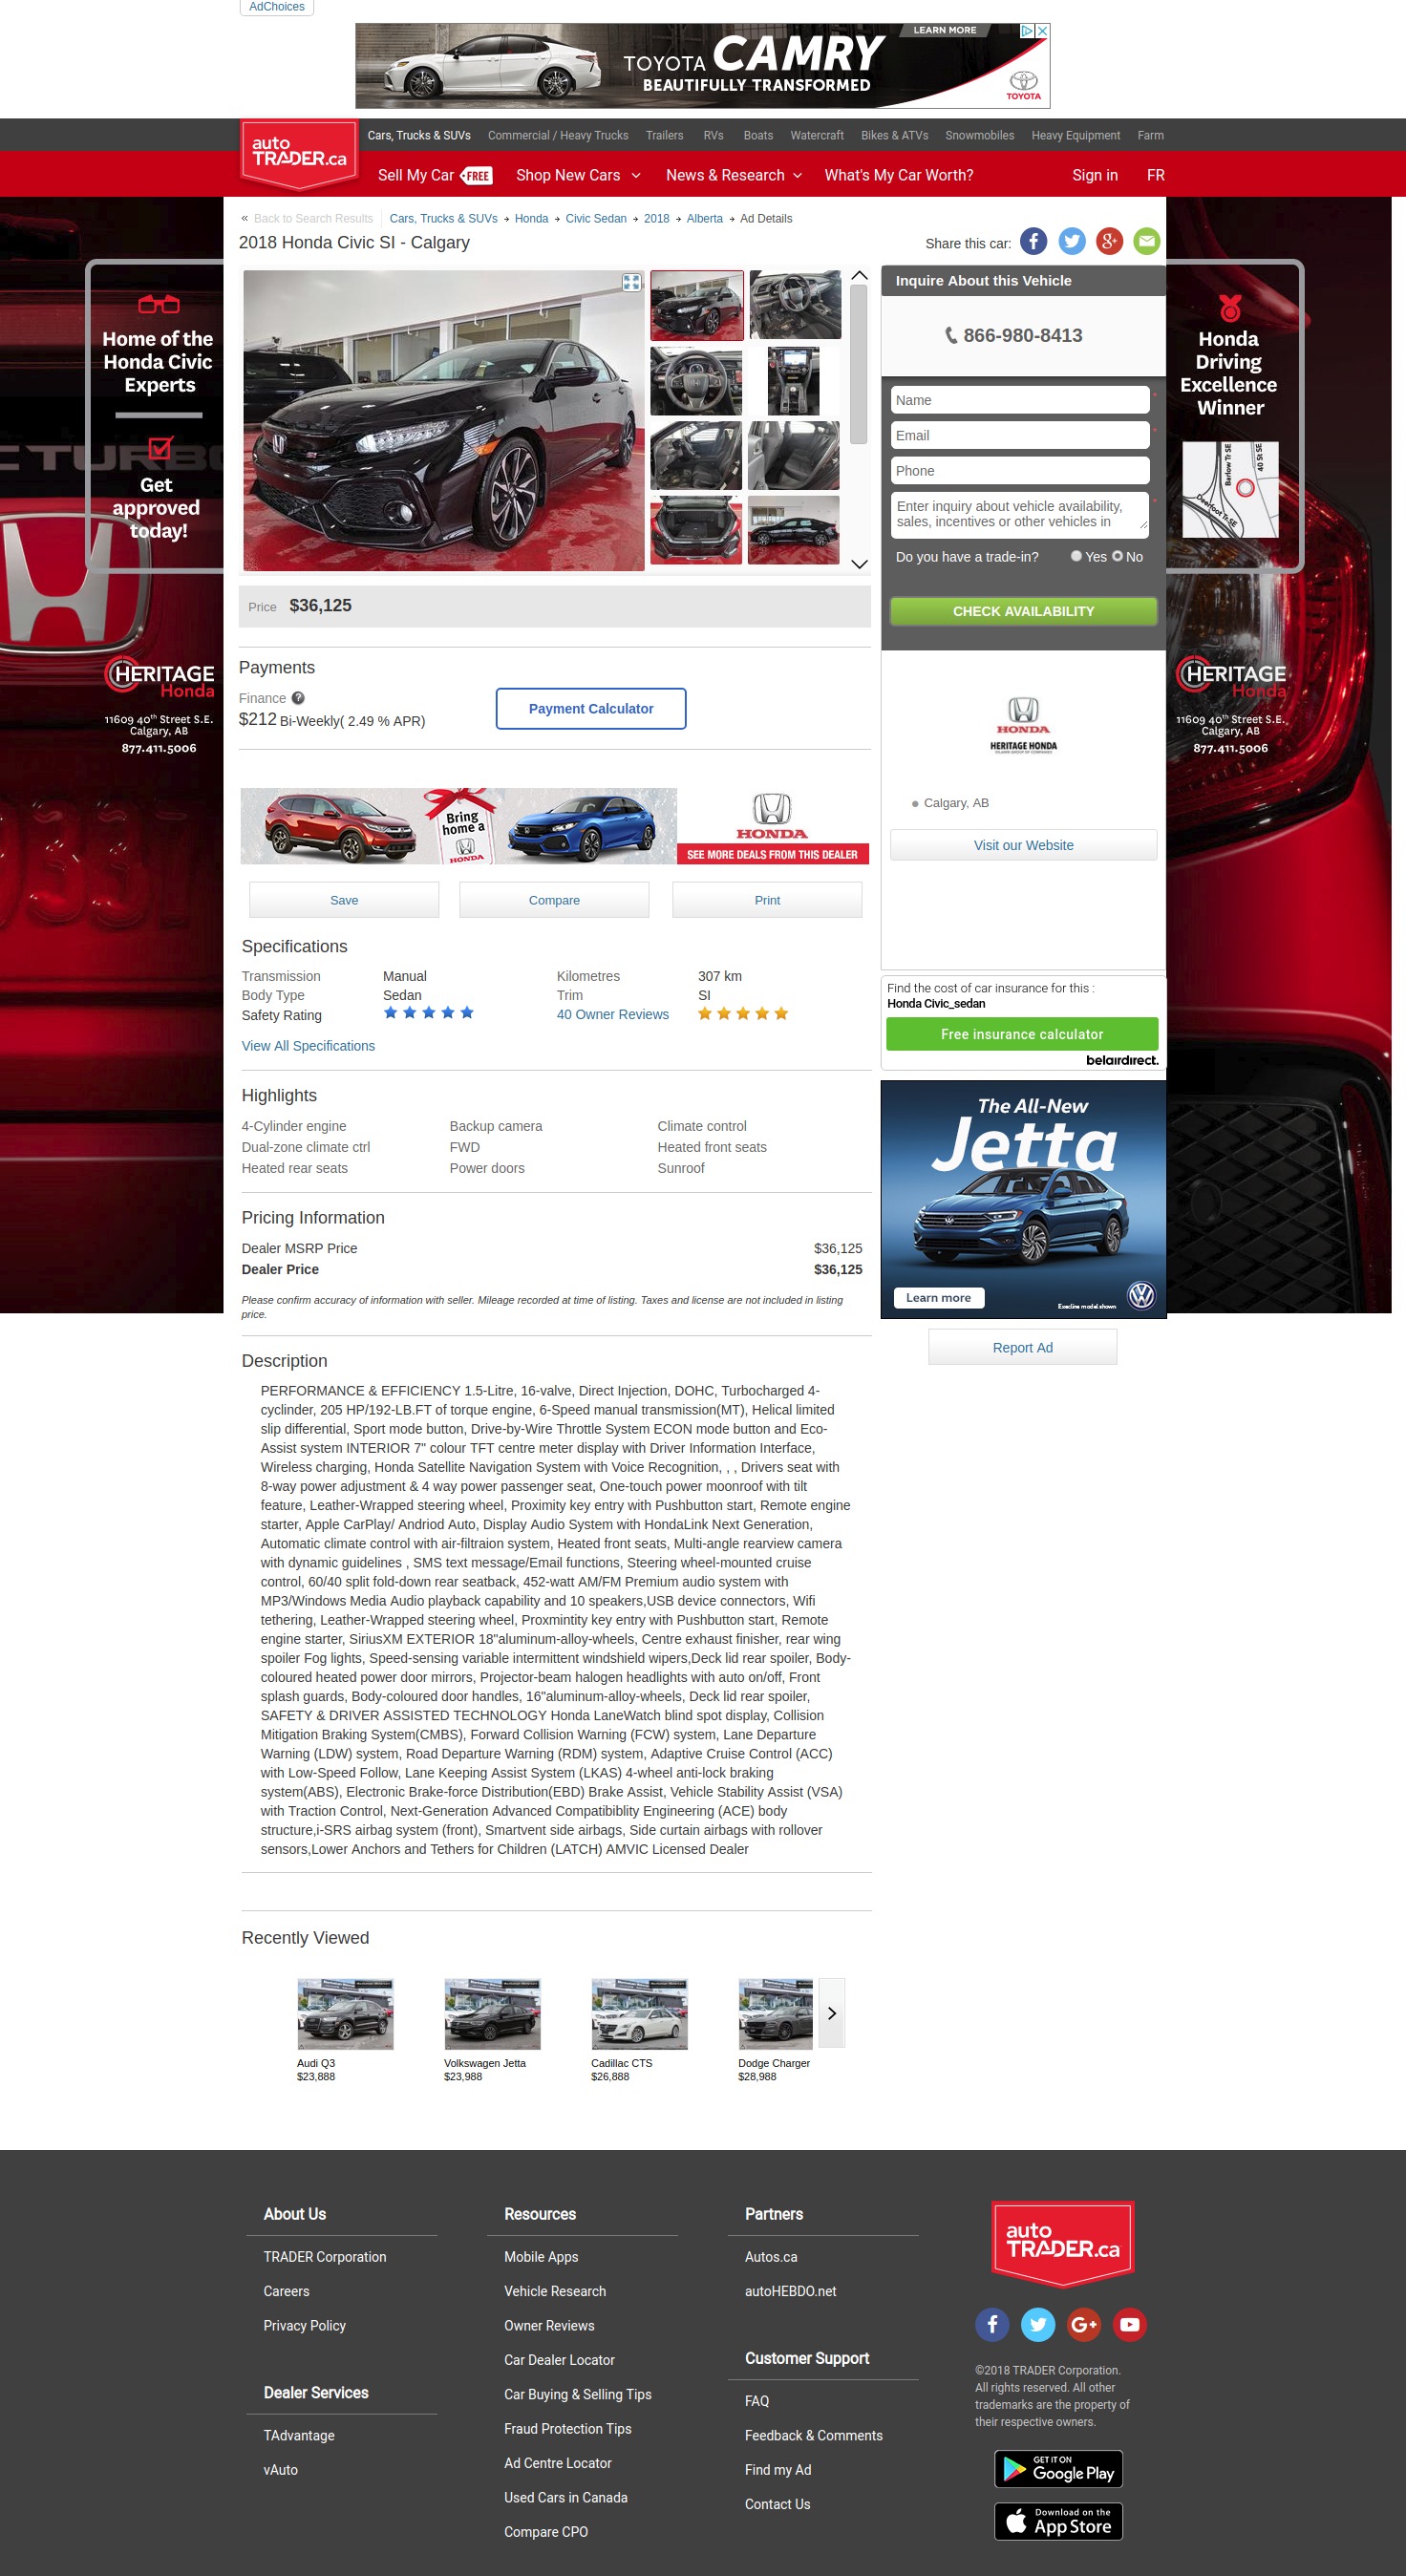 AdChoices
TOYOTA CAMRY
BEAUTIFULLY TRANSFORMED
LEARN MORE
TOYOTA
auto
TRADER.ca
Cars, Trucks & SUVs Commercial / Heavy Trucks Trailers RVs Boats Watercraft Bikes & ATVs Snowmobiles Heavy Equipment Farm
Sell My Car FREE Shop New Cars News & Research What's My Car Worth? Sign in FR
« Back to Search Results Cars, Trucks & SUVs Honda Civic Sedan 2018 Alberta Ad Details
2018 Honda Civic SI - Calgary
Share this car:
Home of the
Honda Civic
Experts
Get
approved
today!
HERITAGE
Honda
11609 40th Street S.E.
Calgary, AB
877.411.5006
Price $36,125
Payments
Finance ?
$212 Bi-Weekly( 2.49 % APR)
Payment Calculator
Bring
home a
HONDA
HONDA
SEE MORE DEALS FROM THIS DEALER
Save Compare Print
Specifications
Transmission Manual Kilometres 307 km
Body Type Sedan Trim SI
Safety Rating 40 Owner Reviews
View All Specifications
Highlights
4-Cylinder engine Backup camera Climate control
Dual-zone climate ctrl FWD Heated front seats
Heated rear seats Power doors Sunroof
Pricing Information
Dealer MSRP Price $36,125
Dealer Price $36,125
Please confirm accuracy of information with seller. Mileage recorded at time of listing. Taxes and license are not included in listing
price.
Description
PERFORMANCE & EFFICIENCY 1.5-Litre, 16-valve, Direct Injection, DOHC, Turbocharged 4-
cyclinder, 205 HP/192-LB.FT of torque engine, 6-Speed manual transmission(MT), Helical limited
slip differential, Sport mode button, Drive-by-Wire Throttle System ECON mode button and Eco-
Assist system INTERIOR 7" colour TFT centre meter display with Driver Information Interface,
Wireless charging, Honda Satellite Navigation System with Voice Recognition, , , Drivers seat with
8-way power adjustment & 4 way power passenger seat, One-touch power moonroof with tilt
feature, Leather-Wrapped steering wheel, Proximity key entry with Pushbutton start, Remote engine
starter, Apple CarPlay/ Andriod Auto, Display Audio System with HondaLink Next Generation,
Automatic climate control with air-filtraion system, Heated front seats, Multi-angle rearview camera
with dynamic guidelines , SMS text message/Email functions, Steering wheel-mounted cruise
control, 60/40 split fold-down rear seatback, 452-watt AM/FM Premium audio system with
MP3/Windows Media Audio playback capability and 10 speakers,USB device connectors, Wifi
tethering, Leather-Wrapped steering wheel, Proxmintity key entry with Pushbutton start, Remote
engine starter, SiriusXM EXTERIOR 18"aluminum-alloy-wheels, Centre exhaust finisher, rear wing
spoiler Fog lights, Speed-sensing variable intermittent windshield wipers,Deck lid rear spoiler, Body-
coloured heated power door mirrors, Projector-beam halogen headlights with auto on/off, Front
splash guards, Body-coloured door handles, 16"aluminum-alloy-wheels, Deck lid rear spoiler,
SAFETY & DRIVER ASSISTED TECHNOLOGY Honda LaneWatch blind spot display, Collision
Mitigation Braking System(CMBS), Forward Collision Warning (FCW) system, Lane Departure
Warning (LDW) system, Road Departure Warning (RDM) system, Adaptive Cruise Control (ACC)
with Low-Speed Follow, Lane Keeping Assist System (LKAS) 4-wheel anti-lock braking
system(ABS), Electronic Brake-force Distribution(EBD) Brake Assist, Vehicle Stability Assist (VSA)
with Traction Control, Next-Generation Advanced Compatibiblity Engineering (ACE) body
structure,i-SRS airbag system (front), Smartvent side airbags, Side curtain airbags with rollover
sensors,Lower Anchors and Tethers for Children (LATCH) AMVIC Licensed Dealer
Recently Viewed
Audi Q3 Volkswagen Jetta Cadillac CTS Dodge Charger
$23,888 $23,988 $26,888 $28,988
Inquire About this Vehicle
866-980-8413
Name *
Email *
Phone
Enter inquiry about vehicle availability, *
sales, incentives or other vehicles in
Do you have a trade-in? Yes No
CHECK AVAILABILITY
HONDA
HERITAGE HONDA
Calgary, AB
Visit our Website
Find the cost of car insurance for this :
Honda Civic_sedan
Free insurance calculator
belairdirect.
The All-New
Jetta
Learn more
Execline model shown
Report Ad
Honda
Driving
Excellence
Winner
Barlow Tr SE
40 St SE
Deerfoot Tr SE
HERITAGE
Honda
11609 40th Street S.E.
Calgary, AB
877.411.5006
About Us
TRADER Corporation
Careers
Privacy Policy
Dealer Services
TAdvantage
vAuto
Resources
Mobile Apps
Vehicle Research
Owner Reviews
Car Dealer Locator
Car Buying & Selling Tips
Fraud Protection Tips
Ad Centre Locator
Used Cars in Canada
Compare CPO
Partners
Autos.ca
autoHEBDO.net
Customer Support
FAQ
Feedback & Comments
Find my Ad
Contact Us
auto
TRADER.ca
©2018 TRADER Corporation.
All rights reserved. All other
trademarks are the property of
their respective owners.
GET IT ON
Google Play
Download on the
App Store